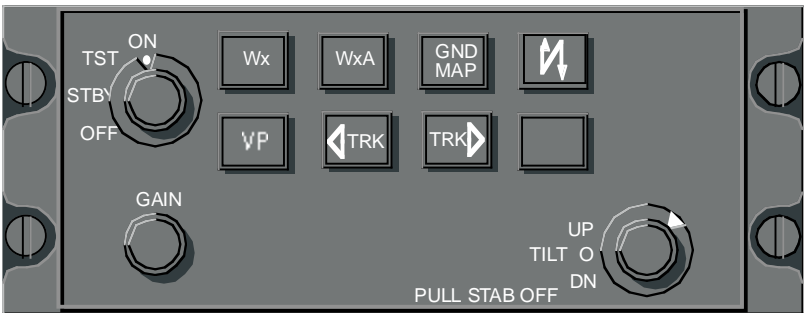 ON
TST
STBY
OFF
Wx
WxA
GND
MAP
VP
TRK
TRK
GAIN
UP
TILT O
DN
PULL STAB OFF